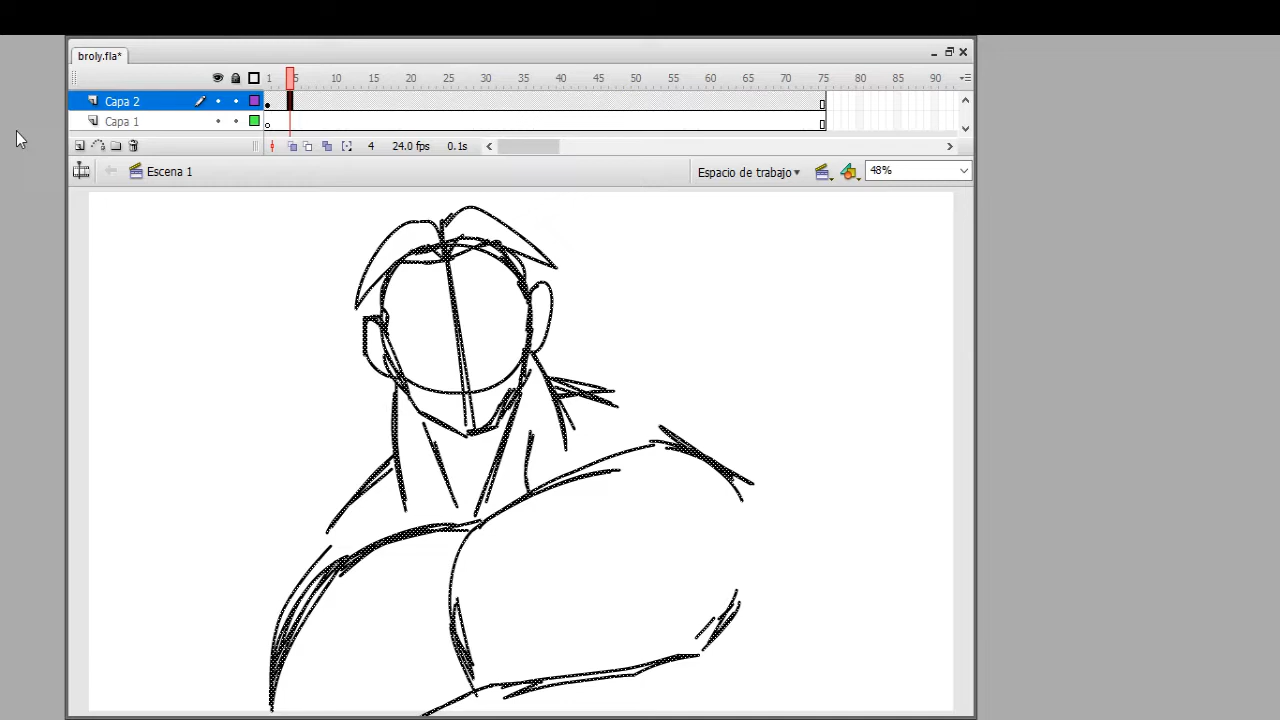 broly.fla*
1 5 10 15 20 25 30 35 40 45 50 55 60 65 70 75 80 85 90
Capa 2
Capa 1
4 24.0 fps 0.1s
Escena 1 Espacio de trabajo 48%